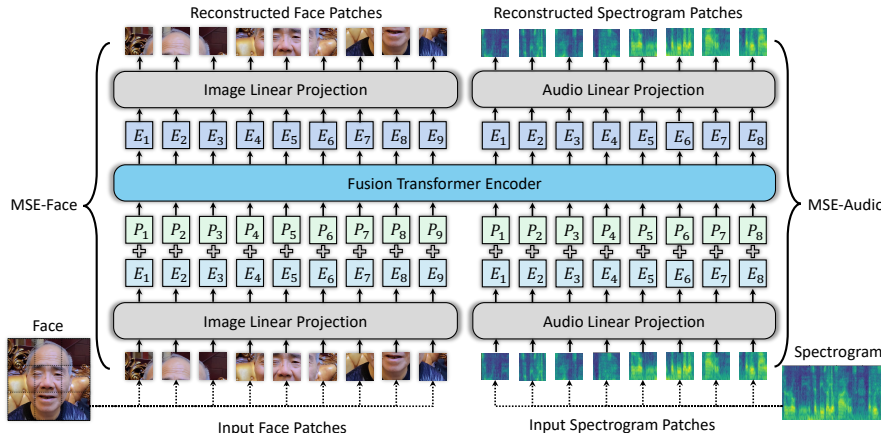 Reconstructed Face Patches Reconstructed Spectrogram Patches
Image Linear Projection Audio Linear Projection
E1 E2 E3 E4 E5 E6 E7 E8 E9 E1 E2 E3 E4 E5 E6 E7 E8
Fusion Transformer Encoder
MSE-Face MSE-Audio
P1 P2 P3 P4 P5 P6 P7 P8 P9 P1 P2 P3 P4 P5 P6 P7 P8
E1 E2 E3 E4 E5 E6 E7 E8 E9 E1 E2 E3 E4 E5 E6 E7 E8
Image Linear Projection Audio Linear Projection
Face Spectrogram
Input Face Patches Input Spectrogram Patches